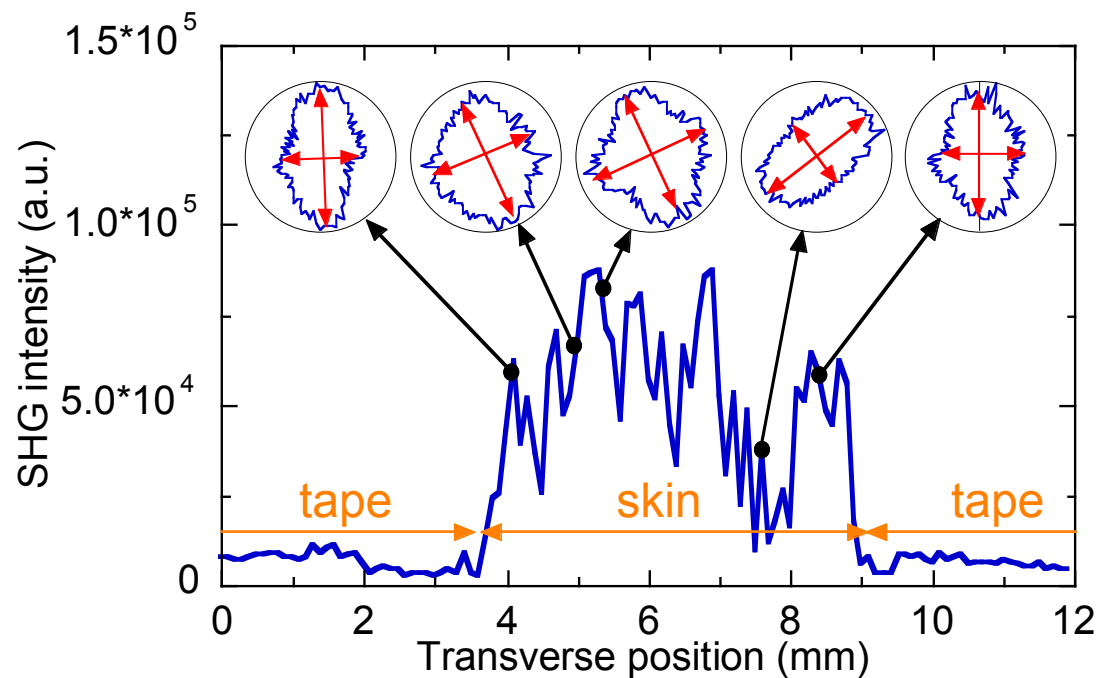 SHG intensity (a.u.)
1.5*10^5
1.0*10^5
5.0*10^4
0
tape
skin
tape
0
2
4
6
8
10
12
Transverse position (mm)